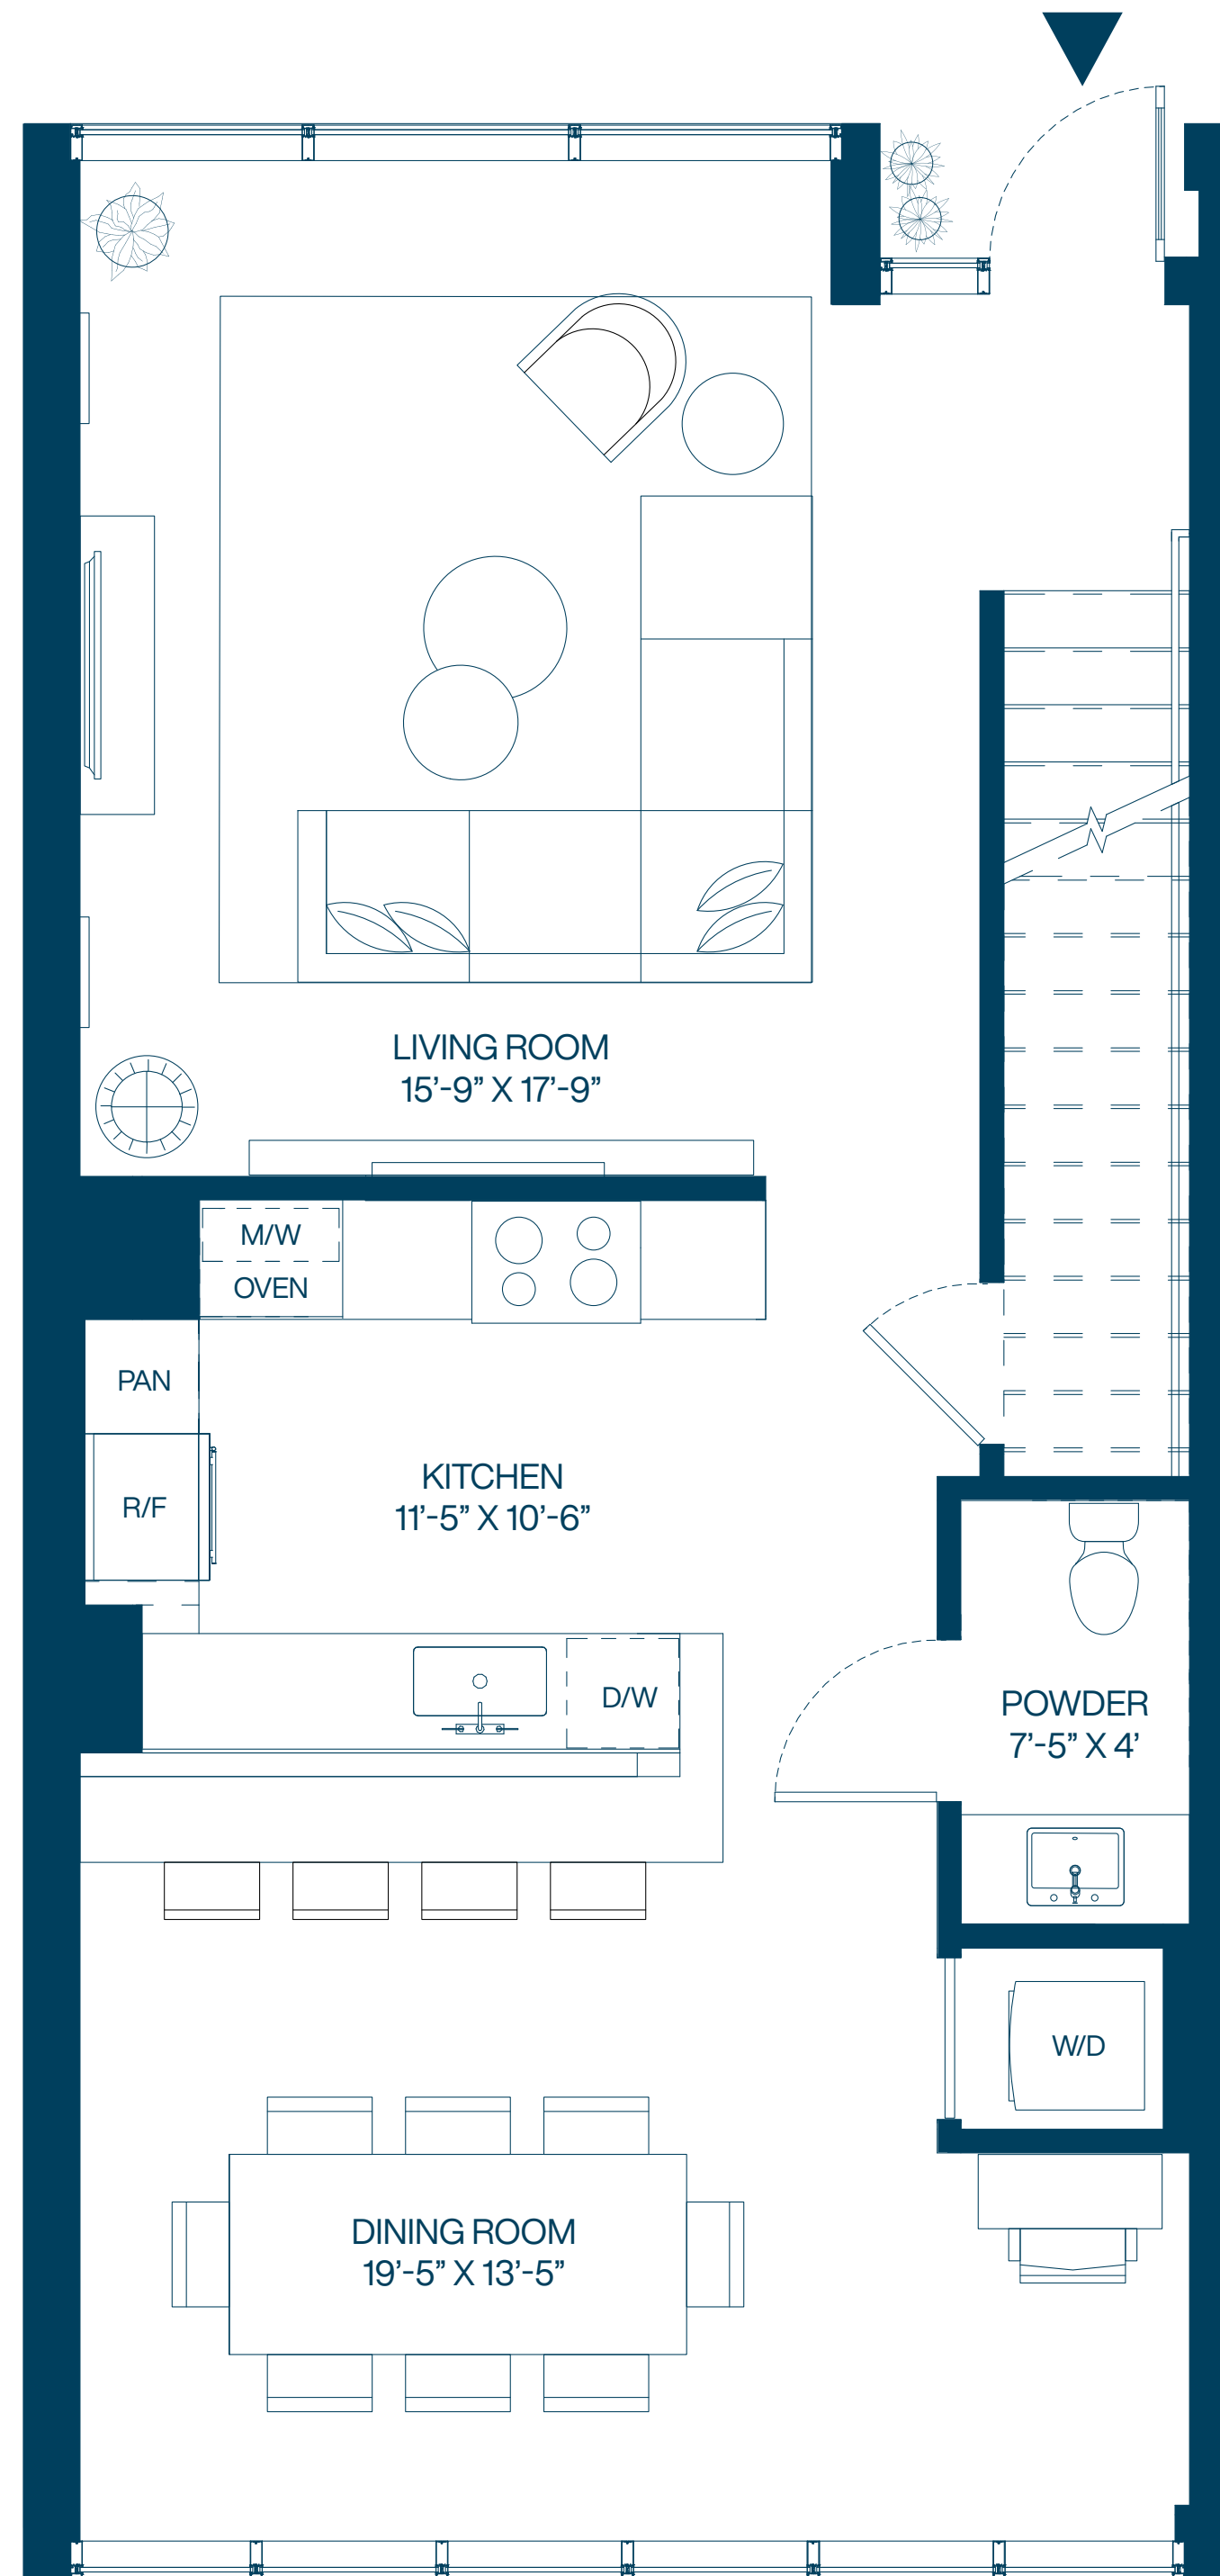 LIVING ROOM
15’-9” X 17’-9”
M/W
OVEN
PAN
R/F
KITCHEN
11’-5” X 10’-6”
D/W
POWDER
7’-5” X 4’
W/D
DINING ROOM
19’-5” X 13’-5”